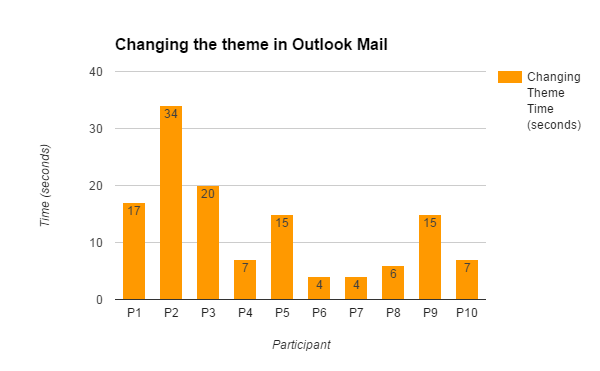 Changing the theme in Outlook Mail
40
30
20
10
0
Time (seconds)
17
34
20
7
15
4
4
6
15
7
P1 P2 P3 P4 P5 P6 P7 P8 P9 P10
Participant
Changing
Theme
Time
(seconds)